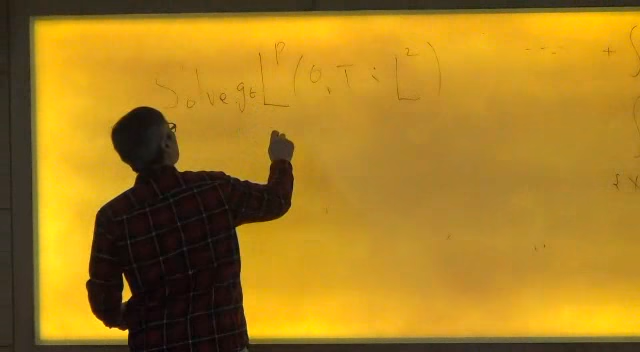 Solve g ∈ L^p(0,T; L^2) --- +